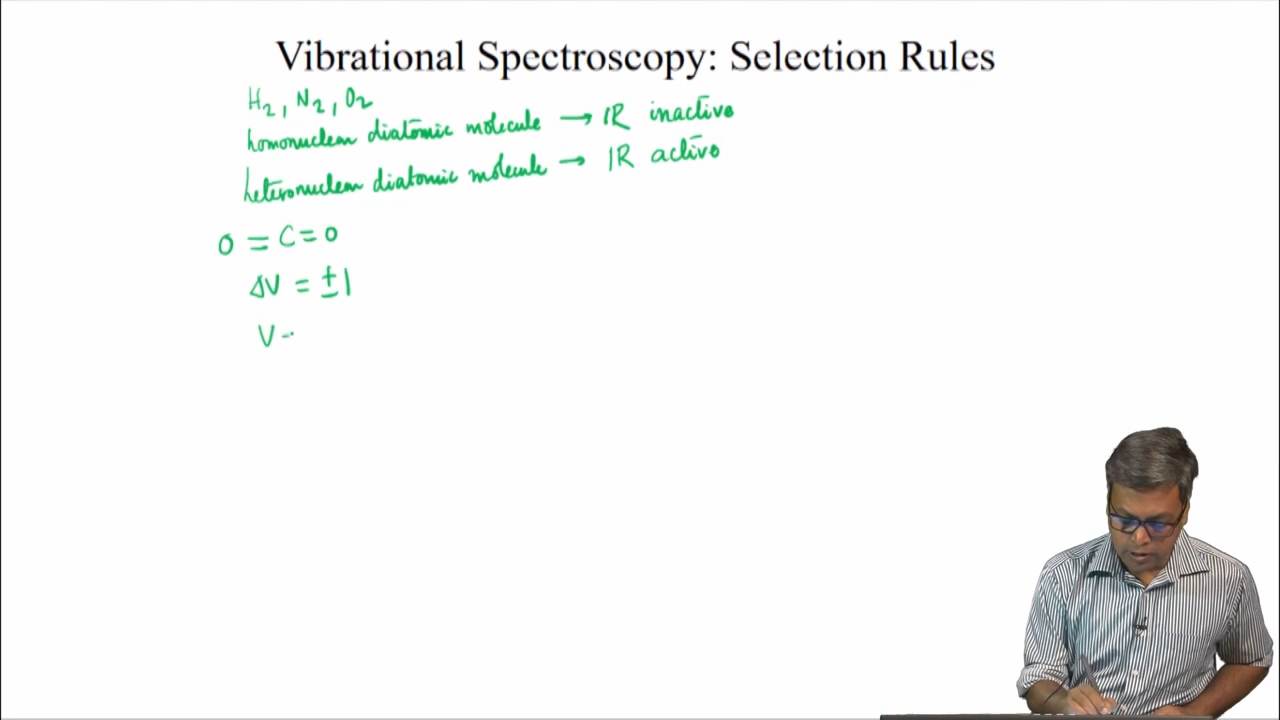 Vibrational Spectroscopy: Selection Rules
H2, N2, O2
homonuclear diatomic molecule → IR inactive
heteronuclear diatomic molecule → IR active
O = C = O
ΔV = ±1
V -